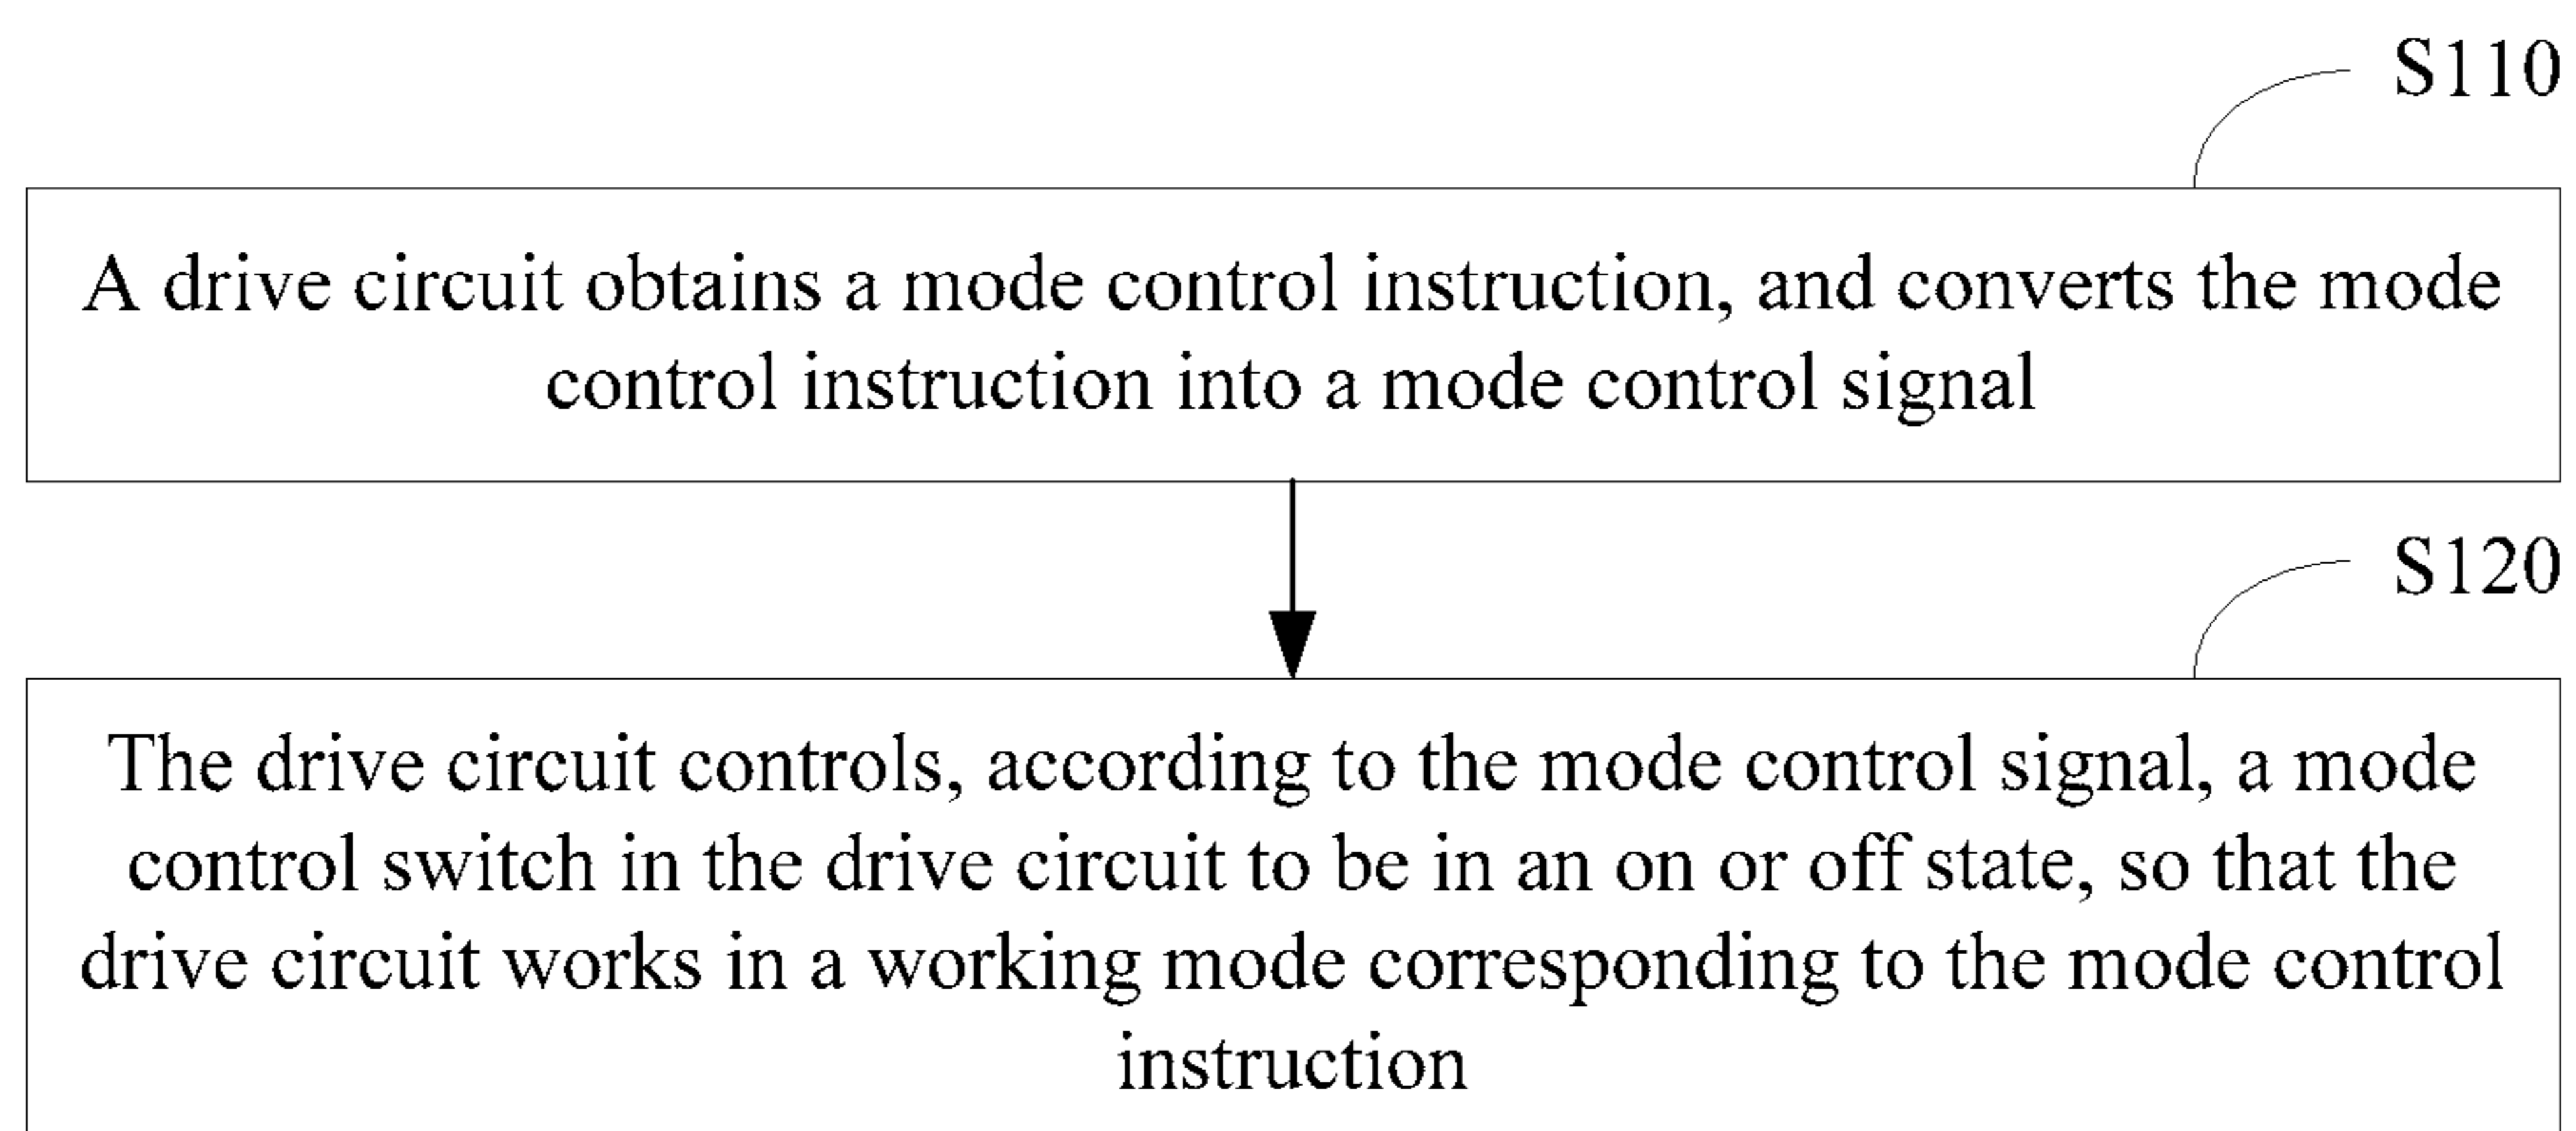 S110
A drive circuit obtains a mode control instruction, and converts the mode
control instruction into a mode control signal
S120
The drive circuit controls, according to the mode control signal, a mode
control switch in the drive circuit to be in an on or off state, so that the
drive circuit works in a working mode corresponding to the mode control
instruction